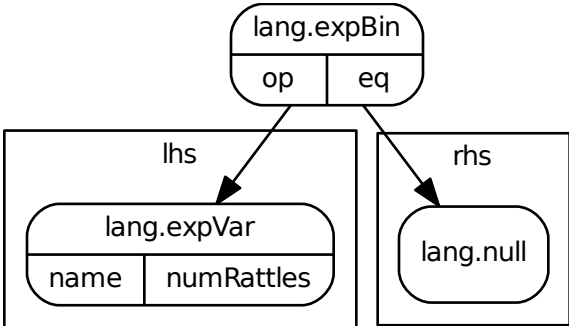 lang.expBin
op eq
lhs
rhs
lang.expVar
name numRattles
lang.null